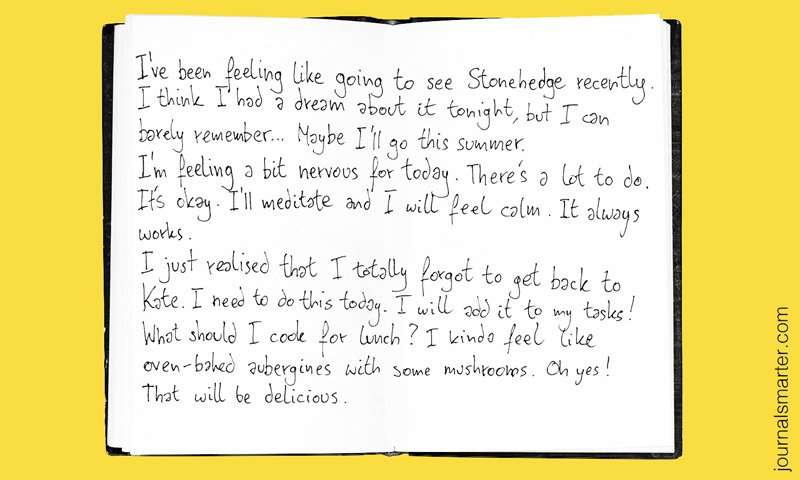 I've been feeling like going to see Stonehedge recently.
I think I had a dream about it tonight, but I can
barely remember... Maybe I'll go this summer.
I'm feeling a bit nervous for today. There's a lot to do.
It's okay. I'll meditate and I will feel calm. It always
works.
I just realised that I totally forgot to get back to
Kate. I need to do this today. I will add it to my tasks!
What should I cook for lunch? I kinda feel like
oven-baked aubergines with some mushrooms. Oh yes!
That will be delicious.
journalsmarter.com